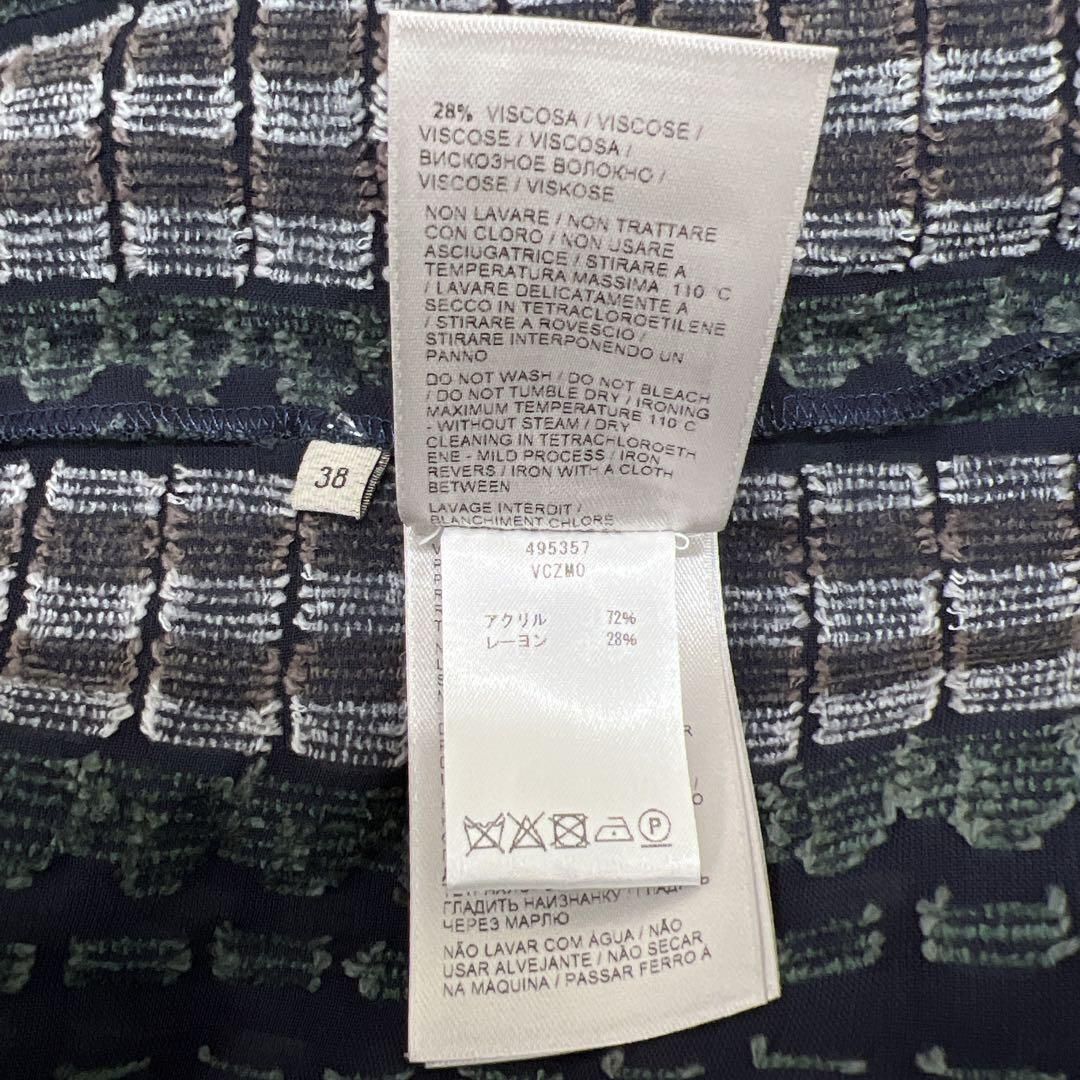 28% VISCOSA / VISCOSE /
VISCOSE / VISCOSA /
ВИСКОЗНОЕ ВОЛОКНО /
VISCOSE / VISKOSE
NON LAVARE / NON TRATTARE
CON CLORO / NON USARE
ASCIUGATRICE / STIRARE A
TEMPERATURA MASSIMA 110 °C
/ LAVARE DELICATAMENTE A
SECCO IN TETRACLOROETILENE
/ STIRARE A ROVESCIO /
STIRARE INTERPONENDO UN
PANNO
DO NOT WASH / DO NOT BLEACH
/ DO NOT TUMBLE DRY / IRONING
MAXIMUM TEMPERATURE 110 °C
- WITHOUT STEAM / DRY
CLEANING IN TETRACHLOROETH
ENE - MILD PROCESS / IRON
REVERS / IRON WITH A CLOTH
BETWEEN
LAVAGE INTERDIT /
BLANCHIMENT CHLORE
38
495357
VCZMO
アクリル 72%
レーヨン 28%
P
ГЛАДИТЬ НАИЗНАНКУ
ЧЕРЕЗ МАРЛЮ
NÃO LAVAR COM ÁGUA / NÃO
USAR ALVEJANTE / NÃO SECAR
NA MÁQUINA / PASSAR FERRO À